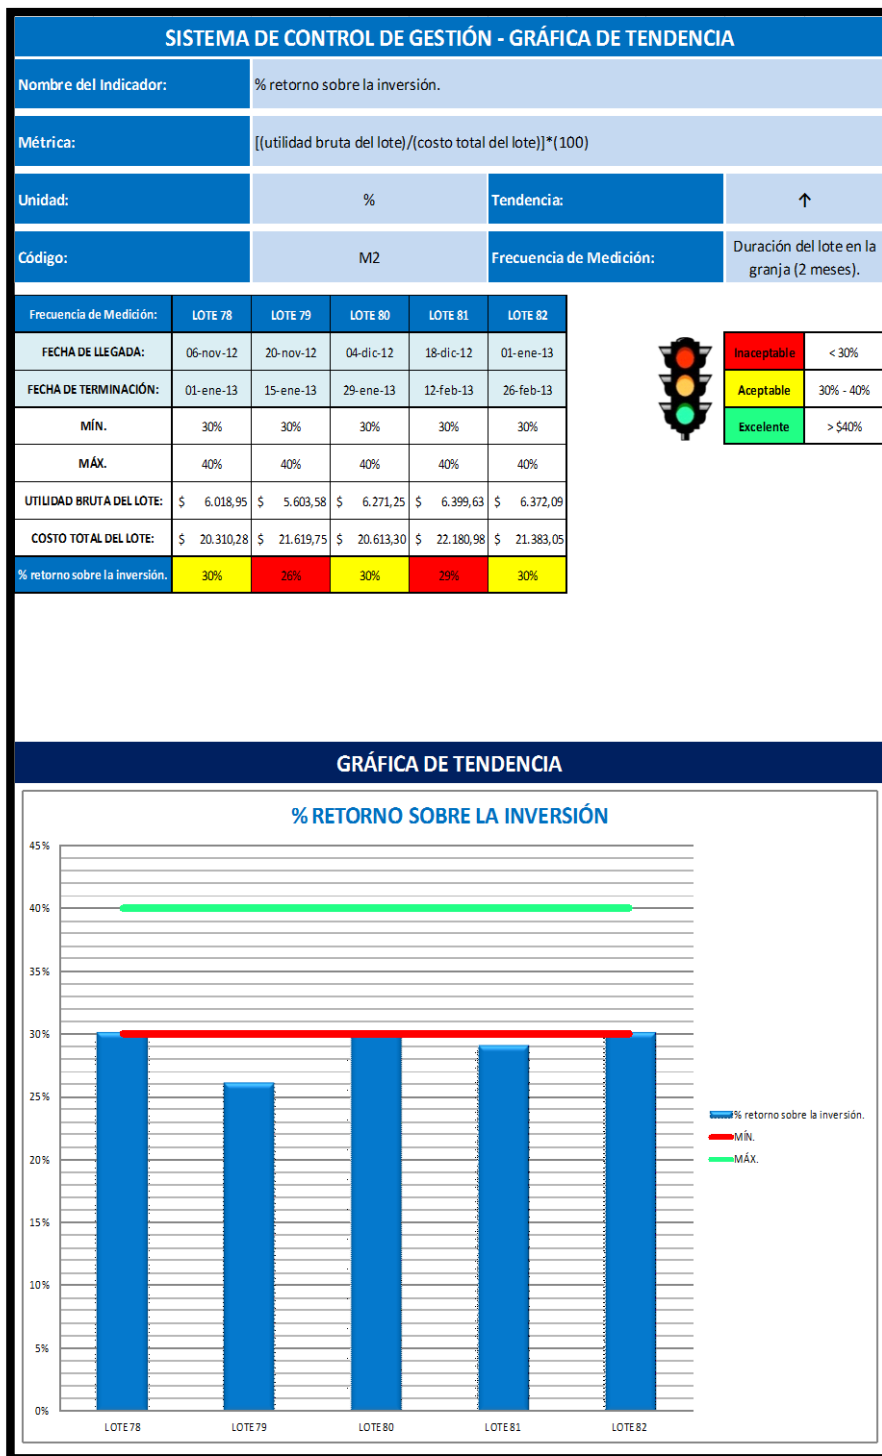 SISTEMA DE CONTROL DE GESTIÓN - GRÁFICA DE TENDENCIA
Nombre del Indicador: % retorno sobre la inversión.
Métrica: [(utilidad bruta del lote)/(costo total del lote)]*(100)
Unidad: % Tendencia: ↑
Código: M2 Frecuencia de Medición: Duración del lote en la
granja (2 meses).
Frecuencia de Medición: LOTE 78 LOTE 79 LOTE 80 LOTE 81 LOTE 82
FECHA DE LLEGADA: 06-nov-12 20-nov-12 04-dic-12 18-dic-12 01-ene-13
FECHA DE TERMINACIÓN: 01-ene-13 15-ene-13 29-ene-13 12-feb-13 26-feb-13
MÍN. 30% 30% 30% 30% 30%
MÁX. 40% 40% 40% 40% 40%
UTILIDAD BRUTA DEL LOTE: $ 6.018,95 $ 5.603,58 $ 6.271,25 $ 6.399,63 $ 6.372,09
COSTO TOTAL DEL LOTE: $ 20.310,28 $ 21.619,75 $ 20.613,30 $ 22.180,98 $ 21.383,05
% retorno sobre la inversión. 30% 26% 30% 29% 30%
Inaceptable < 30%
Aceptable 30% - 40%
Excelente > $40%
GRÁFICA DE TENDENCIA
% RETORNO SOBRE LA INVERSIÓN
45%
40%
35%
30%
25%
20%
15%
10%
5%
0%
LOTE 78 LOTE 79 LOTE 80 LOTE 81 LOTE 82
% retorno sobre la inversión.
MÍN.
MÁX.